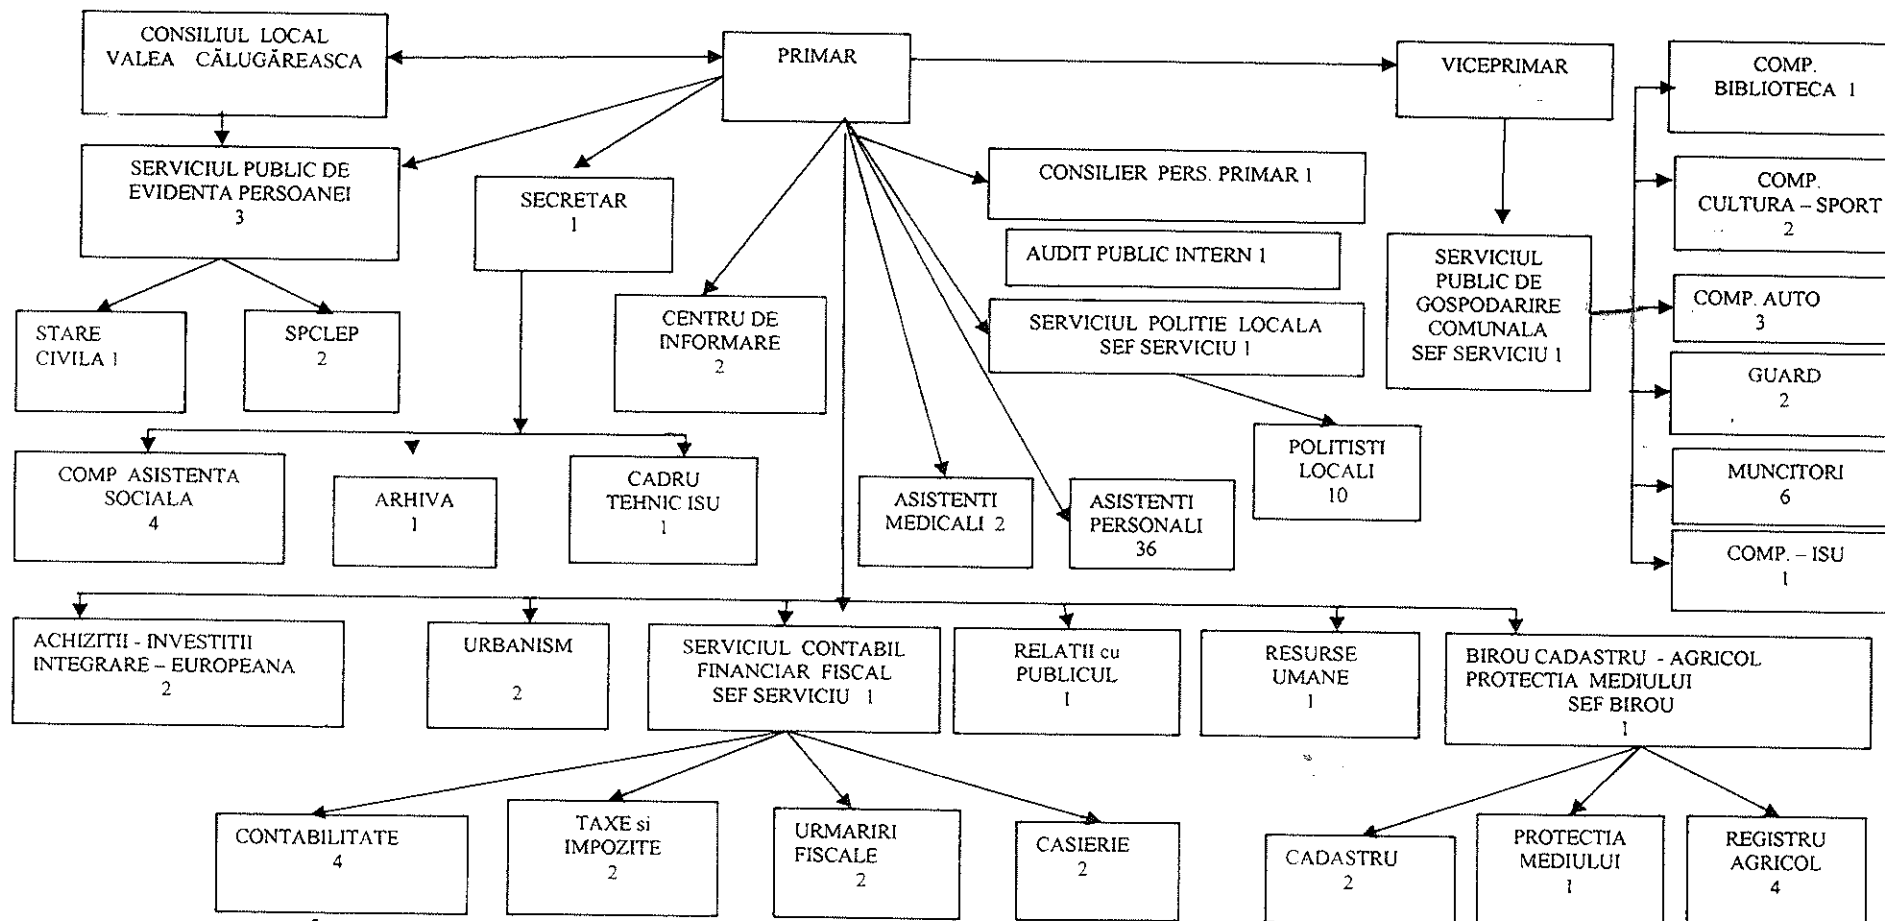 CONSILIUL LOCAL
VALEA CĂLUGĂREASCA
PRIMAR
VICEPRIMAR
COMP.
BIBLIOTECA 1
SERVICIUL PUBLIC DE
EVIDENTA PERSOANEI
3
SECRETAR
1
CONSILIER PERS. PRIMAR 1
COMP.
CULTURA – SPORT
2
AUDIT PUBLIC INTERN 1
SERVICIUL
PUBLIC DE
GOSPODARIRE
COMUNALA
SEF SERVICIU 1
STARE
CIVILA 1
SPCLEP
2
CENTRU DE
INFORMARE
2
SERVICIUL POLITIE LOCALA
SEF SERVICIU 1
COMP. AUTO
3
GUARD
2
COMP ASISTENTA
SOCIALA
4
ARHIVA
1
CADRU
TEHNIC ISU
1
ASISTENTI
MEDICALI 2
ASISTENTI
PERSONALI
36
POLITISTI
LOCALI
10
MUNCITORI
6
COMP. – ISU
1
ACHIZITII - INVESTITII
INTEGRARE – EUROPEANA
2
URBANISM
2
SERVICIUL CONTABIL
FINANCIAR FISCAL
SEF SERVICIU 1
RELATII cu
PUBLICUL
1
RESURSE
UMANE
1
BIROU CADASTRU - AGRICOL
PROTECTIA MEDIULUI
SEF BIROU
1
CONTABILITATE
4
TAXE si
IMPOZITE
2
URMARIRI
FISCALE
2
CASIERIE
2
CADASTRU
2
PROTECTIA
MEDIULUI
1
REGISTRU
AGRICOL
4